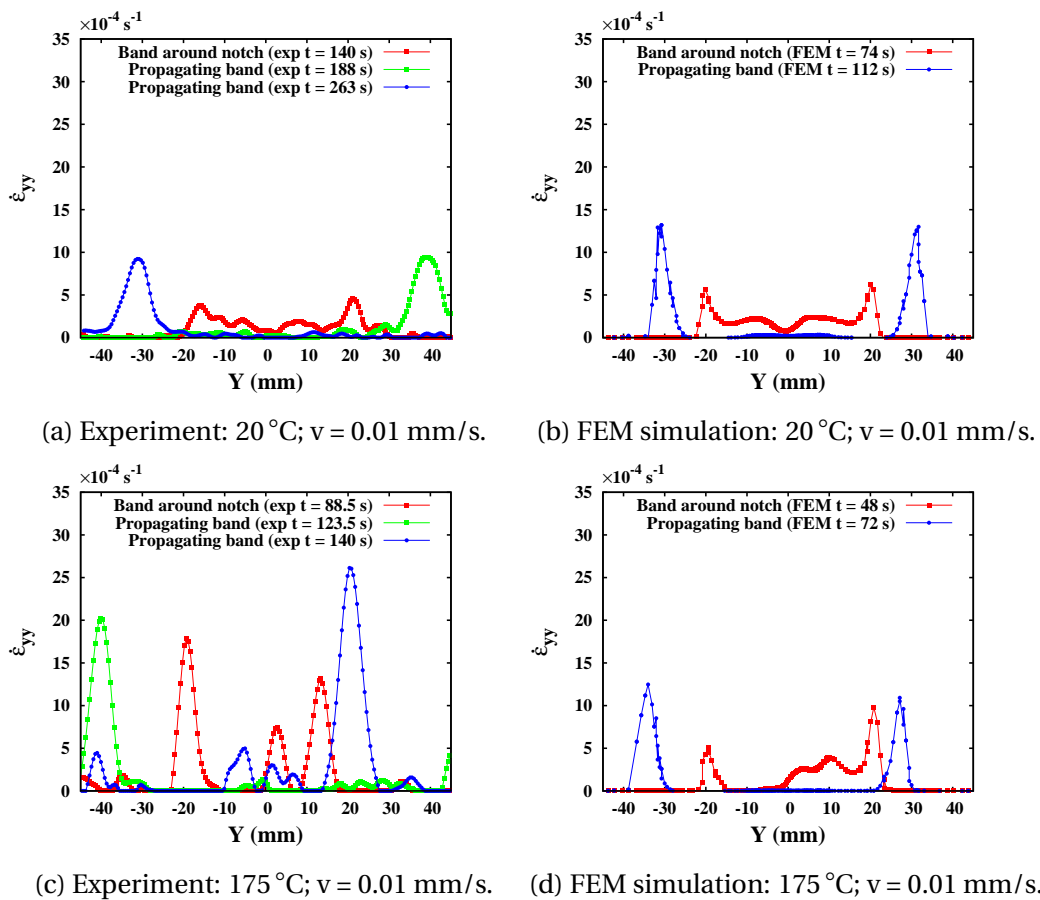 ×10⁻⁴ s⁻¹
35
30
25
20
15
10
5
0
ε̇yy
-40 -30 -20 -10 0 10 20 30 40
Y (mm)
Band around notch (exp t = 140 s)
Propagating band (exp t = 188 s)
Propagating band (exp t = 263 s)
(a) Experiment: 20 °C; v = 0.01 mm/s.
×10⁻⁴ s⁻¹
35
30
25
20
15
10
5
0
ε̇yy
-40 -30 -20 -10 0 10 20 30 40
Y (mm)
Band around notch (FEM t = 74 s)
Propagating band (FEM t = 112 s)
(b) FEM simulation: 20 °C; v = 0.01 mm/s.
×10⁻⁴ s⁻¹
35
30
25
20
15
10
5
0
ε̇yy
-40 -30 -20 -10 0 10 20 30 40
Y (mm)
Band around notch (exp t = 88.5 s)
Propagating band (exp t = 123.5 s)
Propagating band (exp t = 140 s)
(c) Experiment: 175 °C; v = 0.01 mm/s.
×10⁻⁴ s⁻¹
35
30
25
20
15
10
5
0
ε̇yy
-40 -30 -20 -10 0 10 20 30 40
Y (mm)
Band around notch (FEM t = 48 s)
Propagating band (FEM t = 72 s)
(d) FEM simulation: 175 °C; v = 0.01 mm/s.